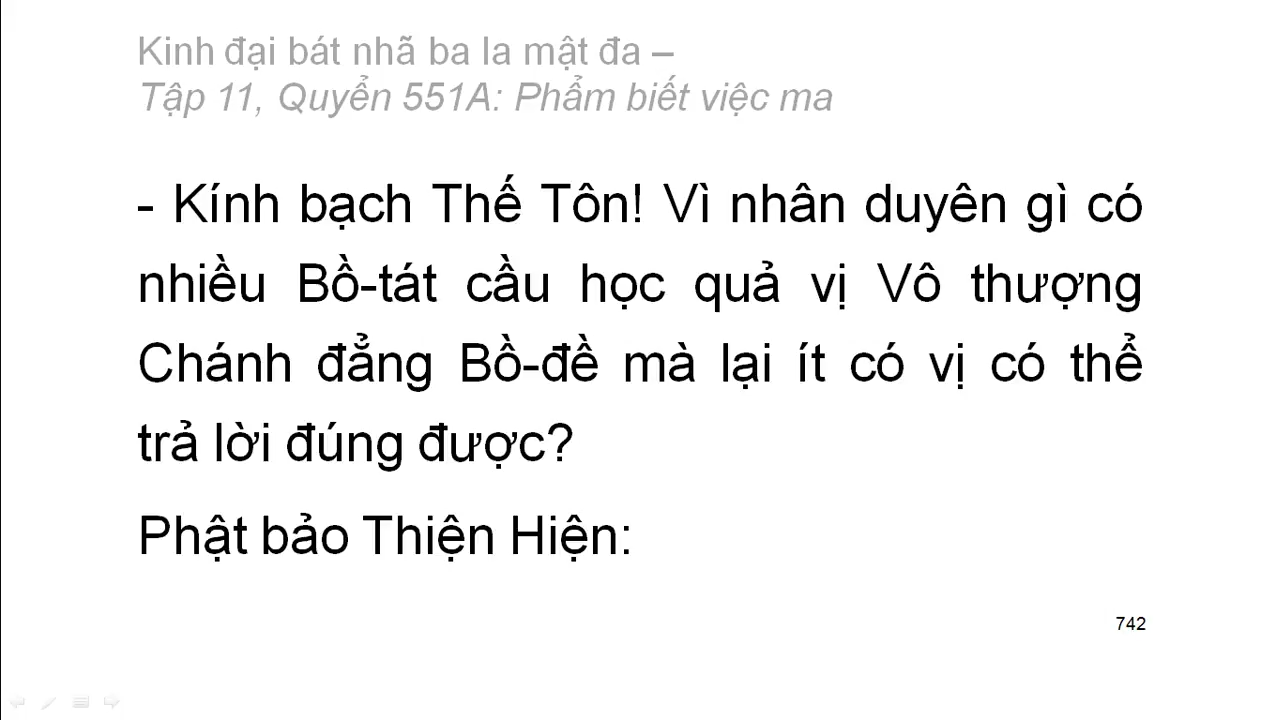 Kinh đại bát nhã ba la mật đa –
Tập 11, Quyển 551A: Phẩm biết việc ma
- Kính bạch Thế Tôn! Vì nhân duyên gì có
nhiều Bồ-tát cầu học quả vị Vô thượng
Chánh đẳng Bồ-đề mà lại ít có vị có thể
trả lời đúng được?
Phật bảo Thiện Hiện:
742